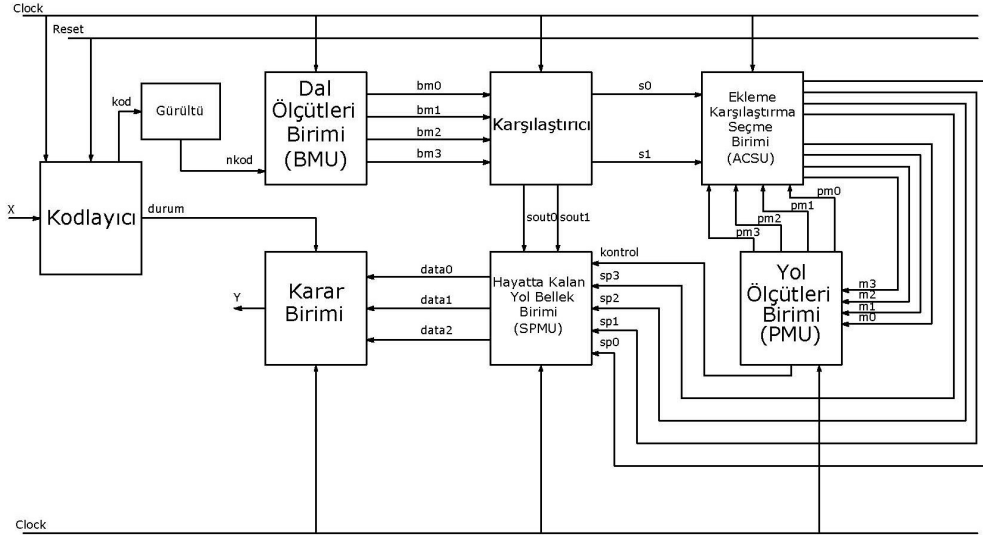 Clock
Reset
kod
Gürültü
nkod
Dal
Ölçütleri
Birimi
(BMU)
bm0
bm1
bm2
bm3
Karşılaştırıcı
s0
s1
Ekleme
Karşılaştırma
Seçme
Birimi
(ACSU)
X
Kodlayıcı
durum
sout0
sout1
pm0
pm1
pm2
pm3
Y
Karar
Birimi
data0
data1
data2
Hayatta Kalan
Yol Bellek
Birimi
(SPMU)
kontrol
sp3
sp2
sp1
sp0
Yol
Ölçütleri
Birimi
(PMU)
m3
m2
m1
m0
Clock